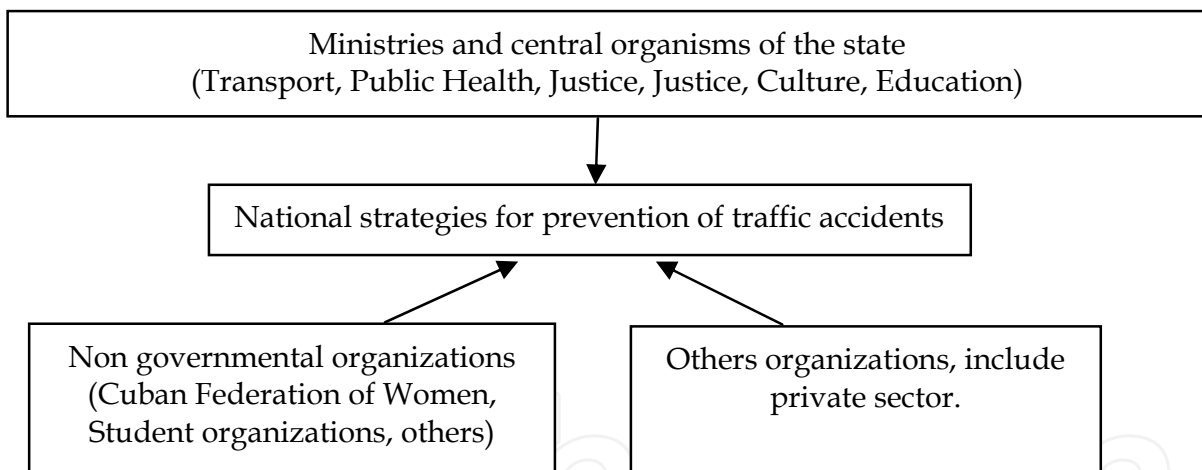 Ministries and central organisms of the state
(Transport, Public Health, Justice, Justice, Culture, Education)
National strategies for prevention of traffic accidents
Non governmental organizations
(Cuban Federation of Women,
Student organizations, others)
Others organizations, include
private sector.